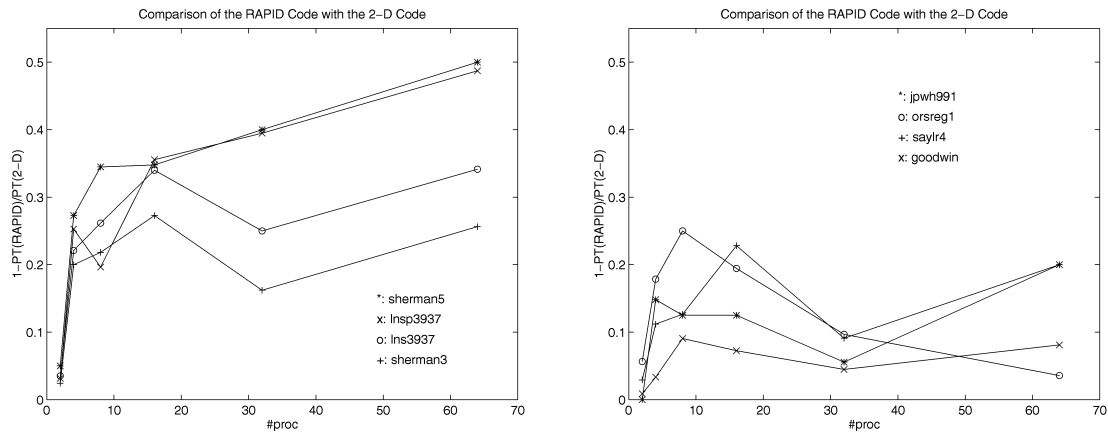 Comparison of the RAPID Code with the 2−D Code
1−PT(RAPID)/PT(2−D)
0.5
0.4
0.3
0.2
0.1
0
*: sherman5
x: lnsp3937
o: lns3937
+: sherman3
0 10 20 30 40 50 60 70
#proc
Comparison of the RAPID Code with the 2−D Code
1−PT(RAPID)/PT(2−D)
0.5
0.4
0.3
0.2
0.1
0
*: jpwh991
o: orsreg1
+: saylr4
x: goodwin
0 10 20 30 40 50 60 70
#proc